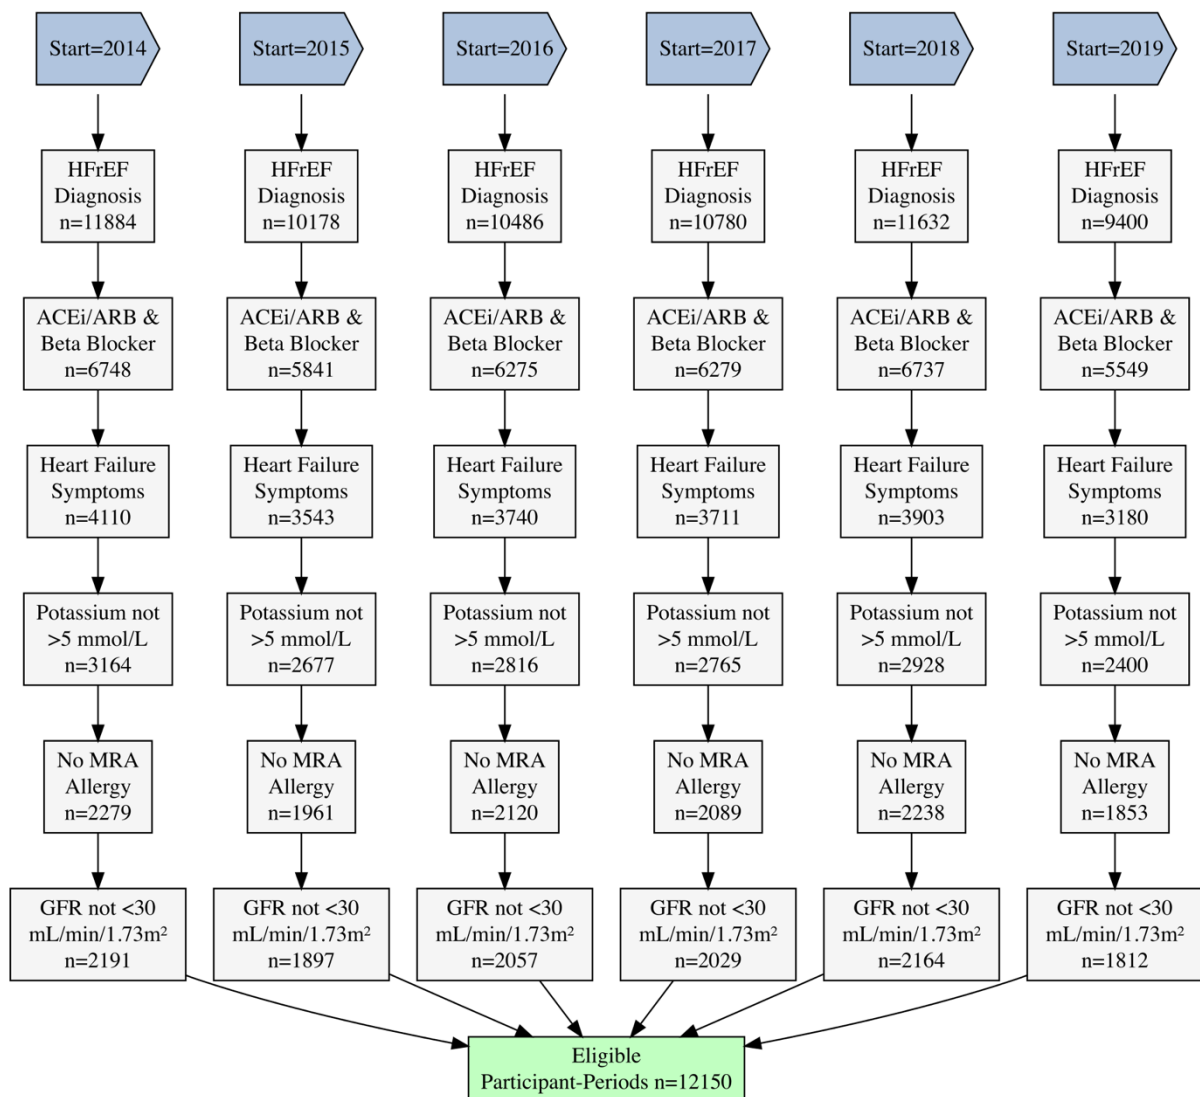 Start=2014
Start=2015
Start=2016
Start=2017
Start=2018
Start=2019
HFrEF
Diagnosis
n=11884
HFrEF
Diagnosis
n=10178
HFrEF
Diagnosis
n=10486
HFrEF
Diagnosis
n=10780
HFrEF
Diagnosis
n=11632
HFrEF
Diagnosis
n=9400
ACEi/ARB &
Beta Blocker
n=6748
ACEi/ARB &
Beta Blocker
n=5841
ACEi/ARB &
Beta Blocker
n=6275
ACEi/ARB &
Beta Blocker
n=6279
ACEi/ARB &
Beta Blocker
n=6737
ACEi/ARB &
Beta Blocker
n=5549
Heart Failure
Symptoms
n=4110
Heart Failure
Symptoms
n=3543
Heart Failure
Symptoms
n=3740
Heart Failure
Symptoms
n=3711
Heart Failure
Symptoms
n=3903
Heart Failure
Symptoms
n=3180
Potassium not
>5 mmol/L
n=3164
Potassium not
>5 mmol/L
n=2677
Potassium not
>5 mmol/L
n=2816
Potassium not
>5 mmol/L
n=2765
Potassium not
>5 mmol/L
n=2928
Potassium not
>5 mmol/L
n=2400
No MRA
Allergy
n=2279
No MRA
Allergy
n=1961
No MRA
Allergy
n=2120
No MRA
Allergy
n=2089
No MRA
Allergy
n=2238
No MRA
Allergy
n=1853
GFR not <30
mL/min/1.73m²
n=2191
GFR not <30
mL/min/1.73m²
n=1897
GFR not <30
mL/min/1.73m²
n=2057
GFR not <30
mL/min/1.73m²
n=2029
GFR not <30
mL/min/1.73m²
n=2164
GFR not <30
mL/min/1.73m²
n=1812
Eligible
Participant-Periods n=12150